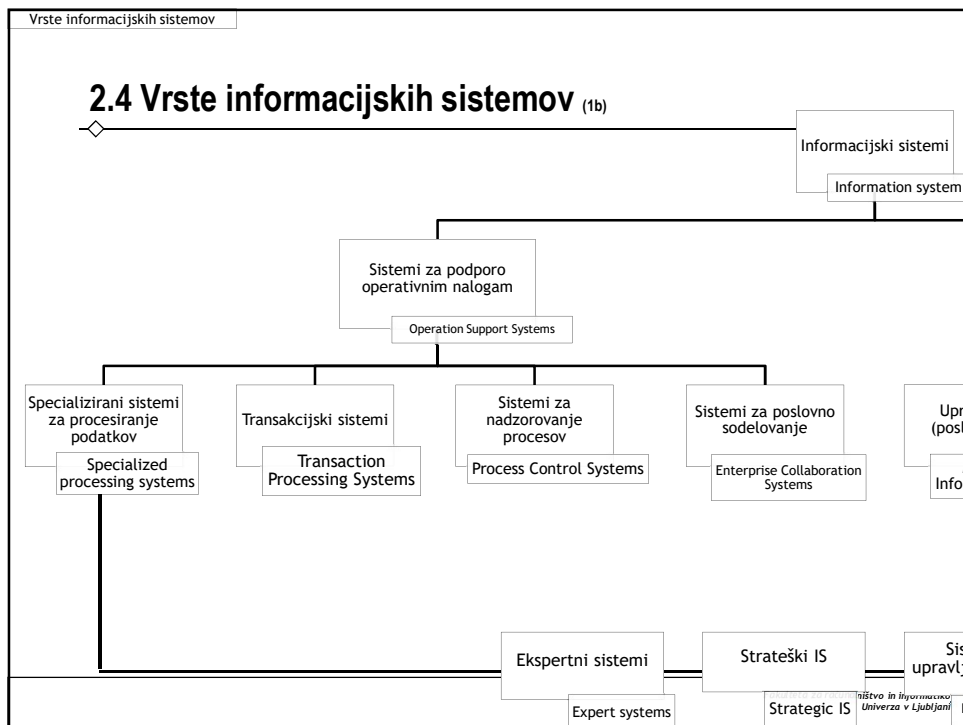 Vrste informacijskih sistemov
2.4 Vrste informacijskih sistemov (1b)
Informacijski sistemi
Information system
Sistemi za podporo
operativnim nalogam
Operation Support Systems
Specializirani sistemi
za procesiranje
podatkov
Specialized
processing systems
Transakcijski sistemi
Transaction
Processing Systems
Sistemi za
nadzorovanje
procesov
Process Control Systems
Sistemi za poslovno
sodelovanje
Enterprise Collaboration
Systems
Ekspertni sistemi
Expert systems
Strateški IS
Strategic IS
in
Univerza v Ljubljani